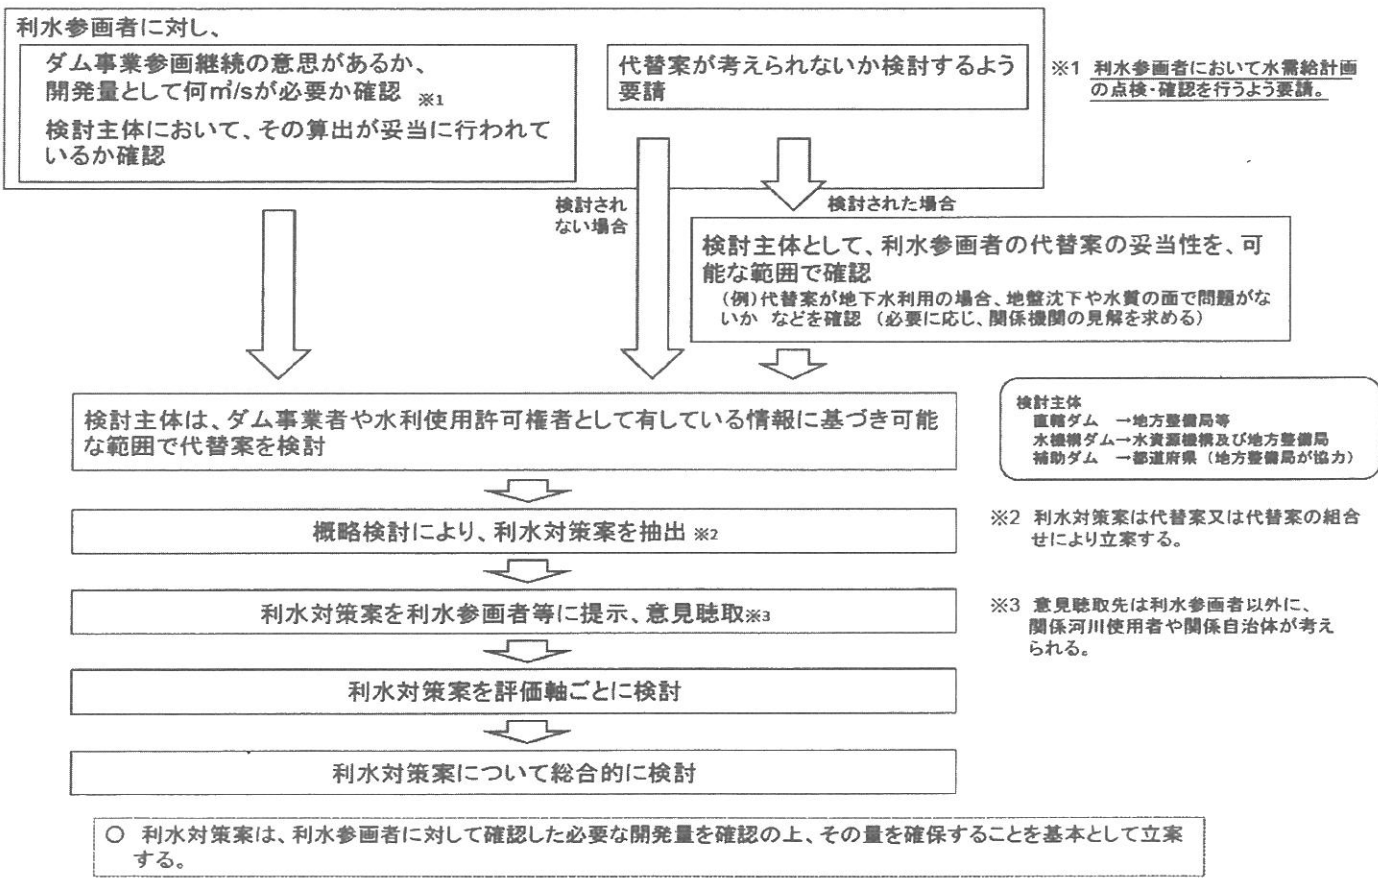 利水参画者に対し、
ダム事業参画継続の意思があるか、
開発量として何㎥/sが必要か確認 ※1
検討主体において、その算出が妥当に行われて
いるか確認
代替案が考えられないか検討するよう
要請
※1 利水参画者において水需給計画
の点検・確認を行うよう要請。
検討され
ない場合
検討された場合
検討主体として、利水参画者の代替案の妥当性を、可
能な範囲で確認
(例)代替案が地下水利用の場合、地盤沈下や水質の面で問題がな
いか などを確認 (必要に応じ、関係機関の見解を求める)
検討主体は、ダム事業者や水利使用許可権者として有している情報に基づき可能
な範囲で代替案を検討
検討主体
直轄ダム →地方整備局等
水機構ダム→水資源機構及び地方整備局
補助ダム →都道府県(地方整備局が協力)
概略検討により、利水対策案を抽出 ※2
※2 利水対策案は代替案又は代替案の組合
せにより立案する。
利水対策案を利水参画者等に提示、意見聴取※3
※3 意見聴取先は利水参画者以外に、
関係河川使用者や関係自治体が考え
られる。
利水対策案を評価軸ごとに検討
利水対策案について総合的に検討
○ 利水対策案は、利水参画者に対して確認した必要な開発量を確認の上、その量を確保することを基本として立案
する。